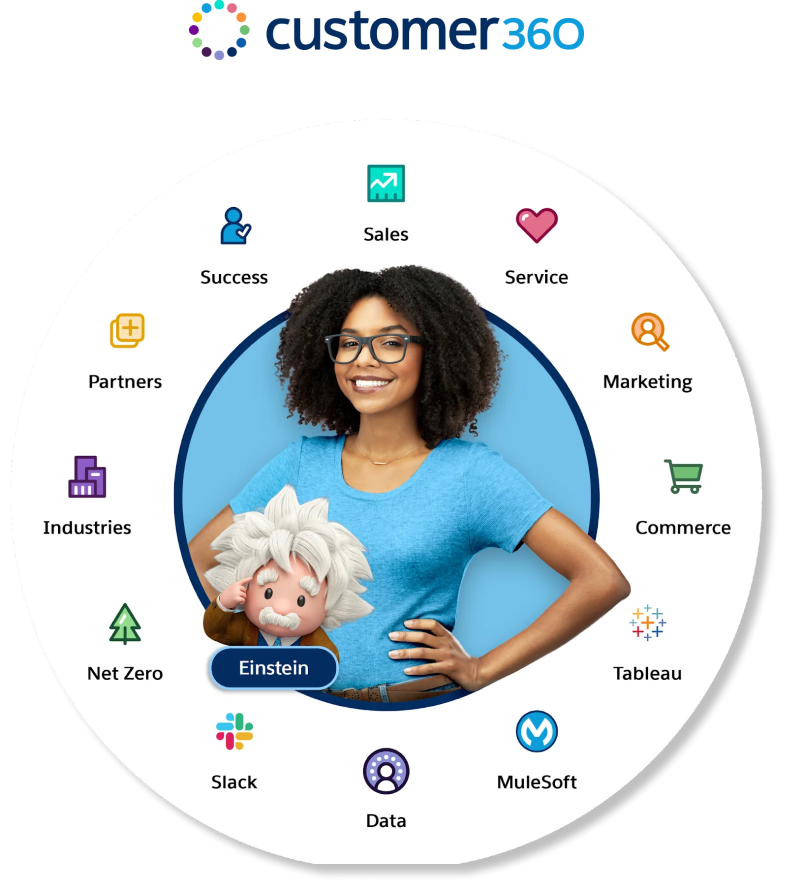 customer360
Sales
Success
Service
Partners
Marketing
Industries
Commerce
Net Zero
Einstein
Tableau
Slack
MuleSoft
Data